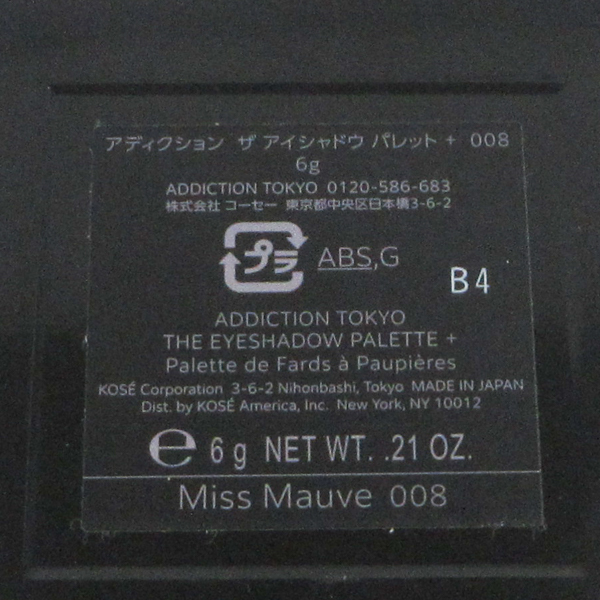 アディクション ザ アイシャドウ パレット + 008
6g
ADDICTION TOKYO 0120-586-683
株式会社 コーセー 東京都中央区日本橋3-6-2
プラ ABS,G
B4
ADDICTION TOKYO
THE EYESHADOW PALETTE +
Palette de Fards à Paupières
KOSÉ Corporation 3-6-2 Nihonbashi, Tokyo MADE IN JAPAN
Dist. by KOSÉ America, Inc. New York, NY 10012
℮ 6 g NET WT. .21 OZ.
Miss Mauve 008